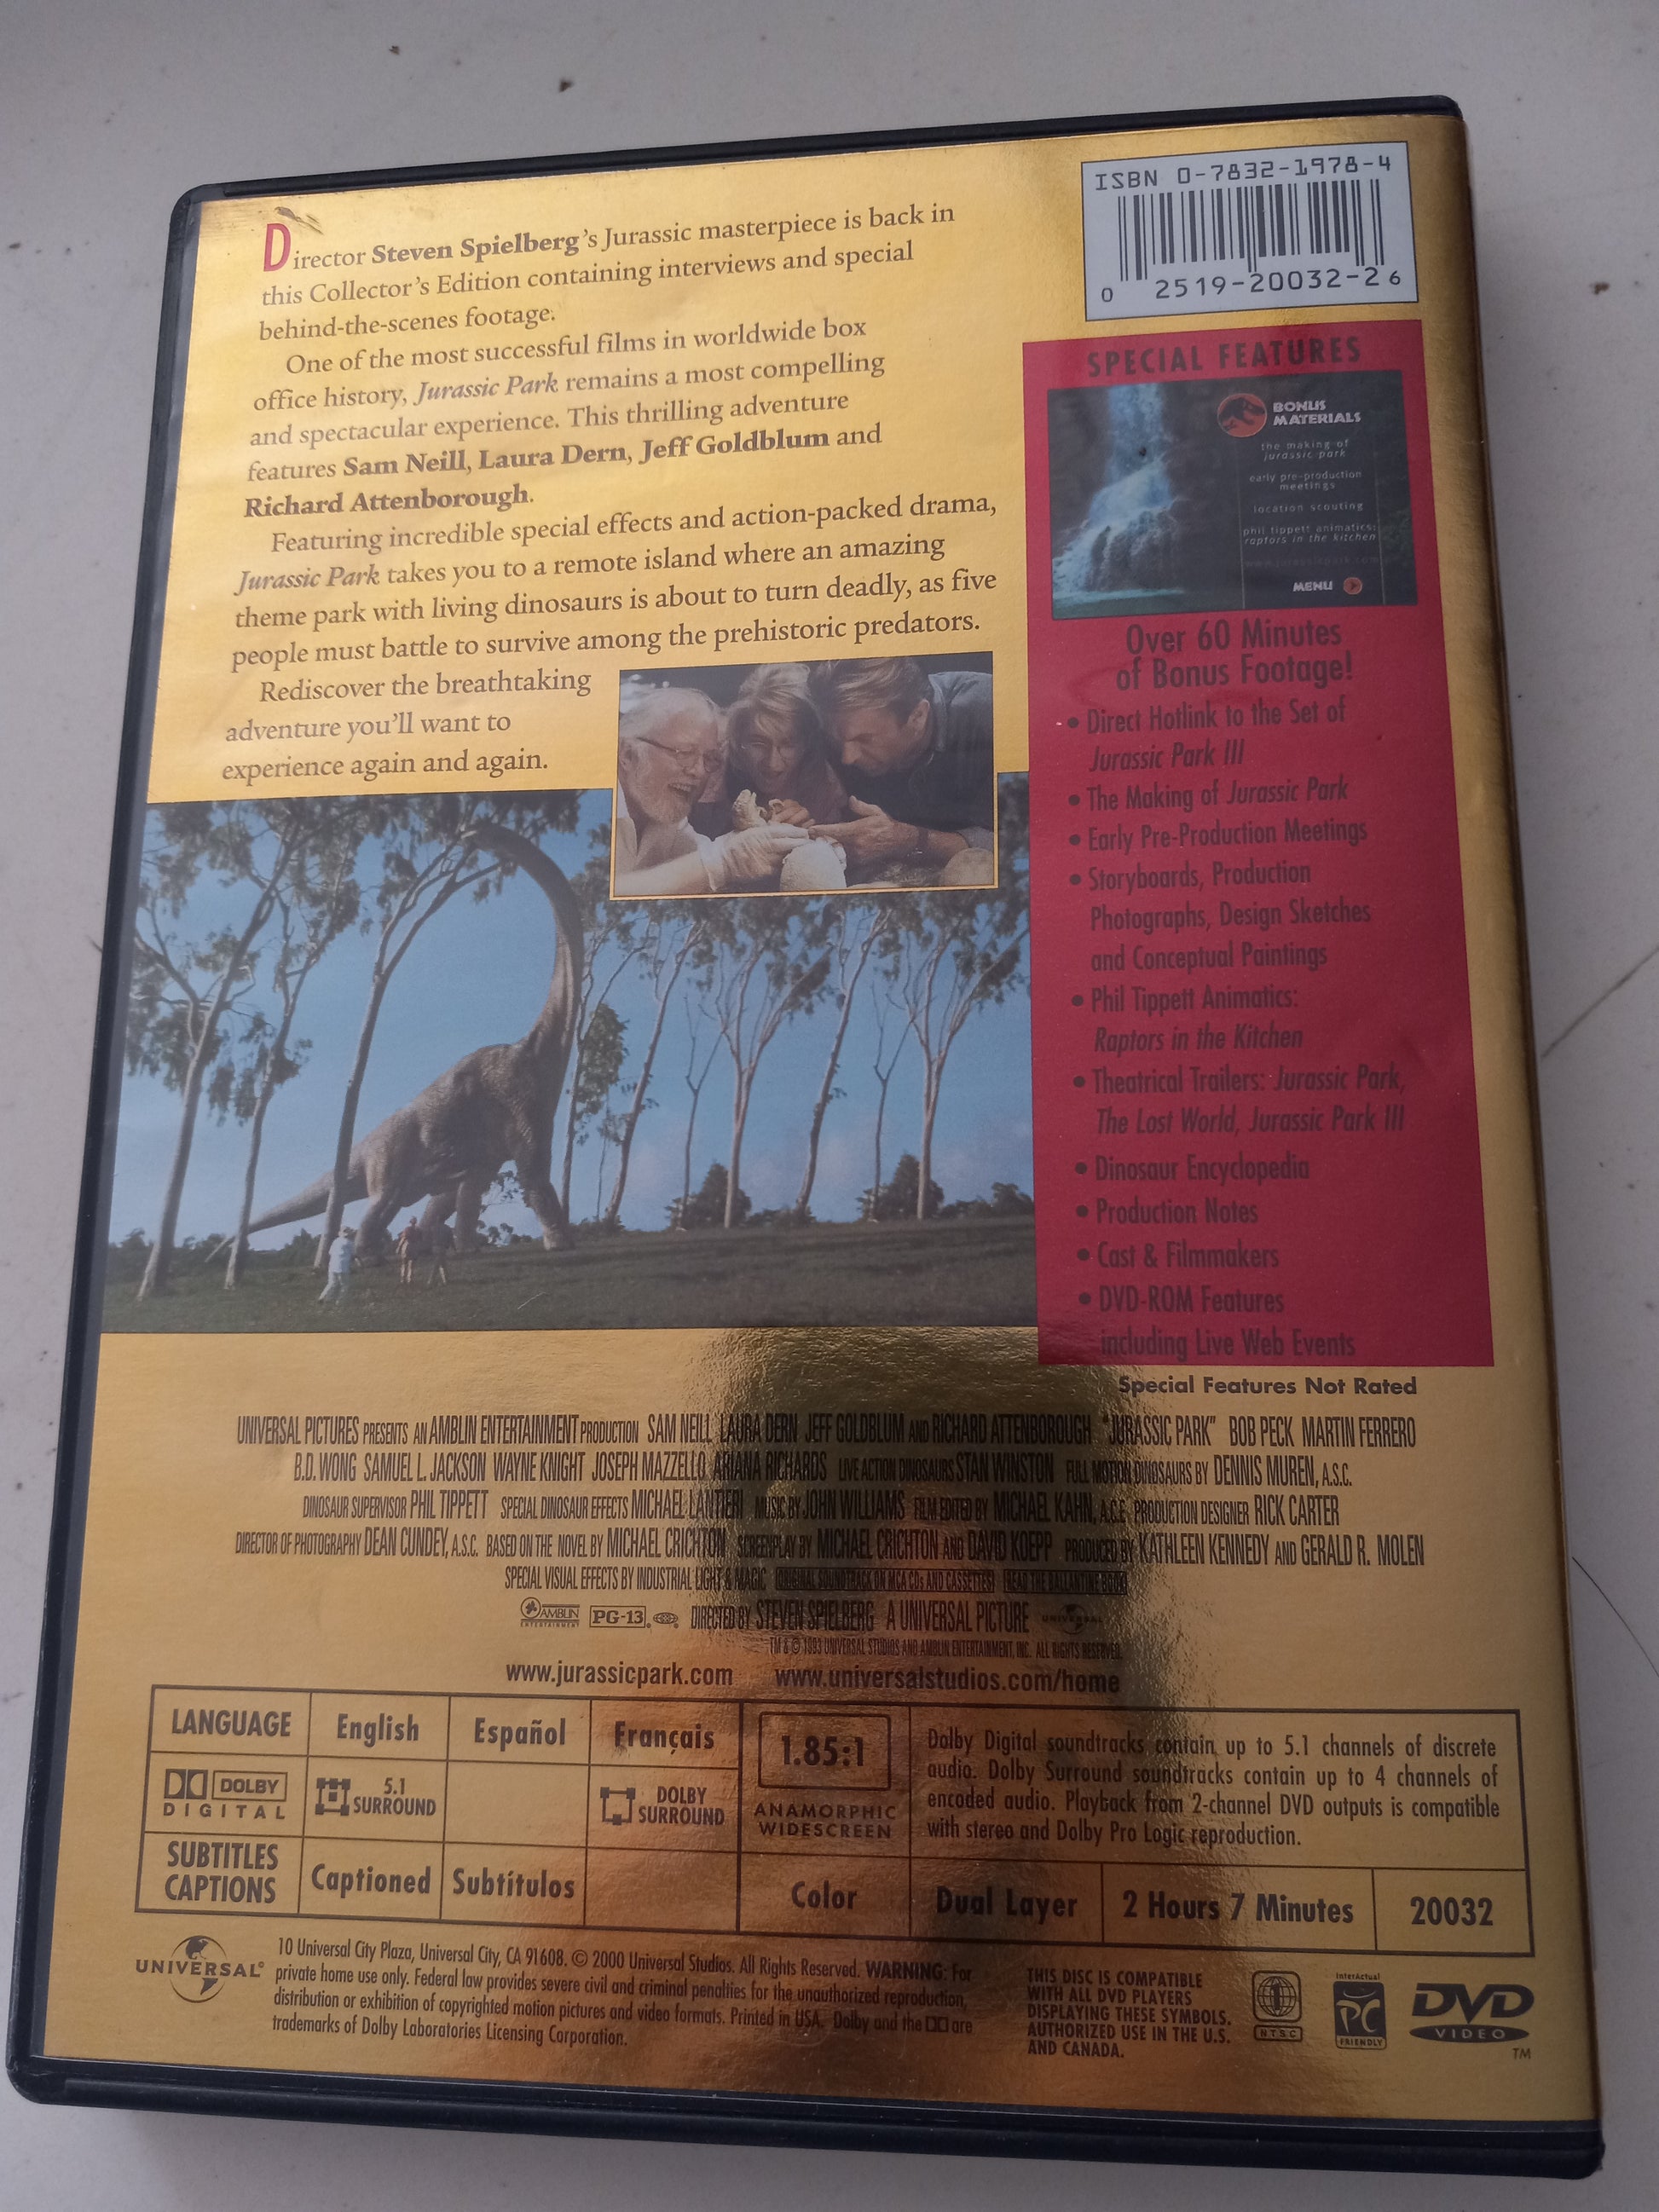 Director Steven Spielberg's Jurassic masterpiece is back in
this Collector's Edition containing interviews and special
behind-the-scenes footage.
One of the most successful films in worldwide box
office history, Jurassic Park remains a most compelling
and spectacular experience. This thrilling adventure
features Sam Neill, Laura Dern, Jeff Goldblum and
Richard Attenborough.
Featuring incredible special effects and action-packed drama,
Jurassic Park takes you to a remote island where an amazing
theme park with living dinosaurs is about to turn deadly, as five
people must battle to survive among the prehistoric predators.
Rediscover the breathtaking
adventure you'll want to
experience again and again.
ISBN 0-7832-1978-4
0 2519-20032-2 6
SPECIAL FEATURES
BONUS
MATERIALS
the making of
jurassic park
early pre-production
meetings
location scouting
phil tippett animatics:
raptors in the kitchen
www.jurassicpark.com
MENU
Over 60 Minutes
of Bonus Footage!
• Direct Hotlink to the Set of
Jurassic Park III
• The Making of Jurassic Park
• Early Pre-Production Meetings
• Storyboards, Production
Photographs, Design Sketches
and Conceptual Paintings
• Phil Tippett Animatics:
Raptors in the Kitchen
• Theatrical Trailers: Jurassic Park,
The Lost World, Jurassic Park III
• Dinosaur Encyclopedia
• Production Notes
• Cast & Filmmakers
• DVD-ROM Features
including Live Web Events
Special Features Not Rated
UNIVERSAL PICTURES PRESENTS AN AMBLIN ENTERTAINMENT PRODUCTION SAM NEILL LAURA DERN JEFF GOLDBLUM AND RICHARD ATTENBOROUGH "JURASSIC PARK" BOB PECK MARTIN FERRERO
B.D. WONG SAMUEL L. JACKSON WAYNE KNIGHT JOSEPH MAZZELLO ARIANA RICHARDS LIVE ACTION DINOSAURS STAN WINSTON FULL MOTION DINOSAURS BY DENNIS MUREN, A.S.C.
DINOSAUR SUPERVISOR PHIL TIPPETT SPECIAL DINOSAUR EFFECTS MICHAEL LANTIERI MUSIC BY JOHN WILLIAMS FILM EDITED BY MICHAEL KAHN, A.C.E. PRODUCTION DESIGNER RICK CARTER
DIRECTOR OF PHOTOGRAPHY DEAN CUNDEY, A.S.C. BASED ON THE NOVEL BY MICHAEL CRICHTON SCREENPLAY BY MICHAEL CRICHTON AND DAVID KOEPP PRODUCED BY KATHLEEN KENNEDY AND GERALD R. MOLEN
SPECIAL VISUAL EFFECTS BY INDUSTRIAL LIGHT & MAGIC ORIGINAL SOUNDTRACK ON MCA CDs AND CASSETTES! READ THE BALLANTINE BOOK
AMBLIN ENTERTAINMENT PG-13 DIRECTED BY STEVEN SPIELBERG A UNIVERSAL PICTURE UNIVERSAL
TM & © 1993 UNIVERSAL STUDIOS AND AMBLIN ENTERTAINMENT, INC. ALL RIGHTS RESERVED.
www.jurassicpark.com www.universalstudios.com/home
LANGUAGE English Español Français
DOLBY DIGITAL 5.1 SURROUND DOLBY SURROUND
SUBTITLES CAPTIONS Captioned Subtítulos
1.85:1
ANAMORPHIC
WIDESCREEN
Dolby Digital soundtracks contain up to 5.1 channels of discrete
audio. Dolby Surround soundtracks contain up to 4 channels of
encoded audio. Playback from 2-channel DVD outputs is compatible
with stereo and Dolby Pro Logic reproduction.
Color Dual Layer 2 Hours 7 Minutes 20032
UNIVERSAL
10 Universal City Plaza, Universal City, CA 91608. © 2000 Universal Studios. All Rights Reserved. WARNING: For
private home use only. Federal law provides severe civil and criminal penalties for the unauthorized reproduction,
distribution or exhibition of copyrighted motion pictures and video formats. Printed in USA. Dolby and the are
trademarks of Dolby Laboratories Licensing Corporation.
THIS DISC IS COMPATIBLE
WITH ALL DVD PLAYERS
DISPLAYING THESE SYMBOLS.
AUTHORIZED USE IN THE U.S.
AND CANADA.
NTSC
InterActual
PC
FRIENDLY
DVD
VIDEO
TM